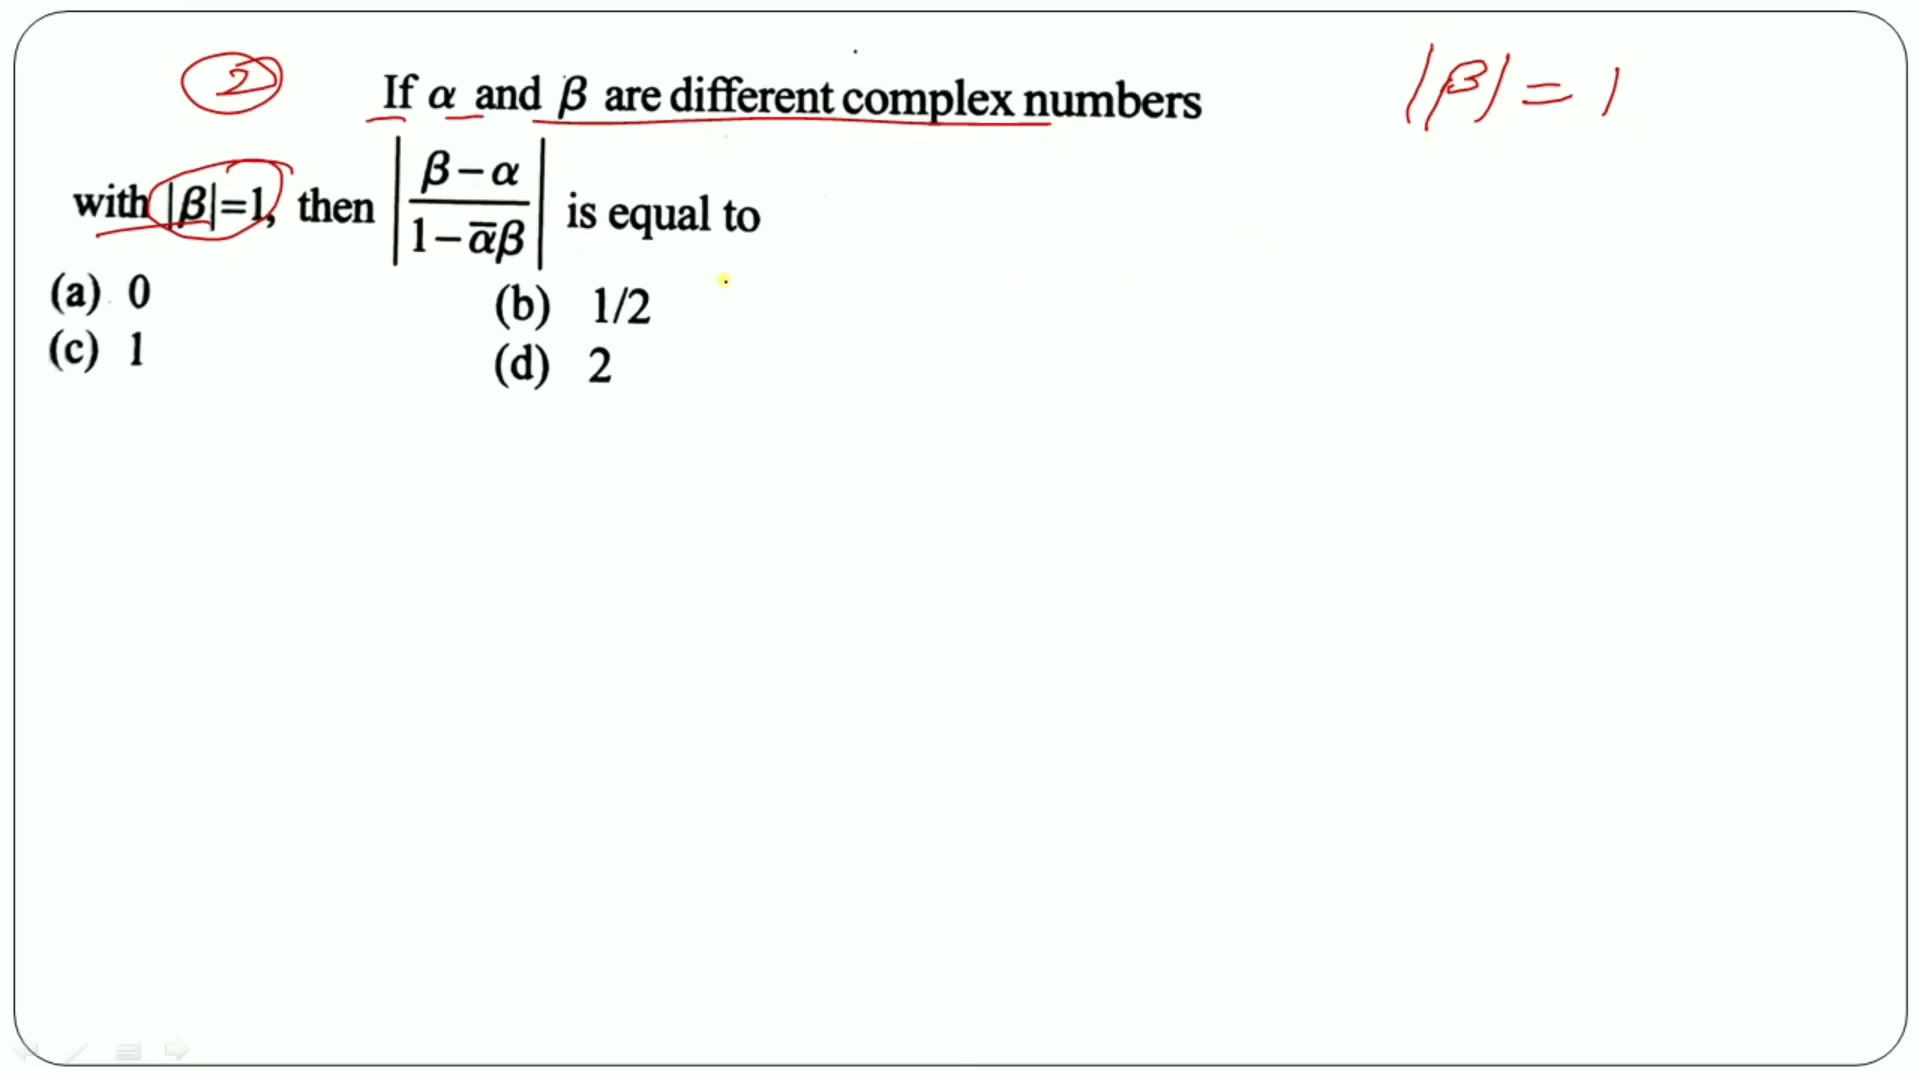 2 If α and β are different complex numbers |β| = 1
with |β|=1, then |β−α / 1−α̅β| is equal to
(a) 0 (b) 1/2
(c) 1 (d) 2